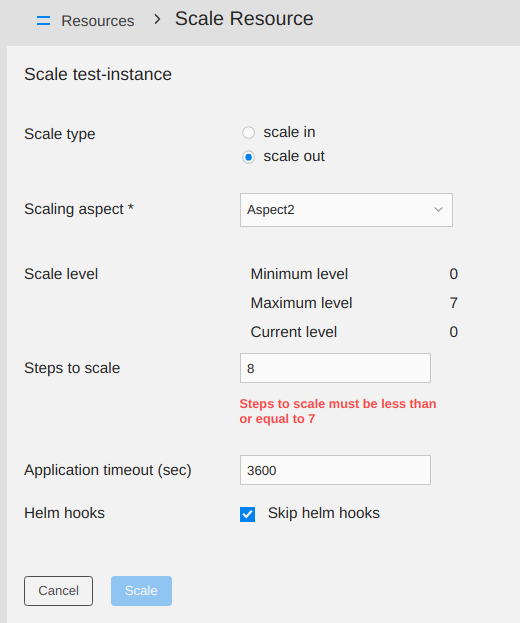 Resources > Scale Resource
Scale test-instance
Scale type
scale in
scale out
Scaling aspect *
Aspect2
Scale level
Minimum level 0
Maximum level 7
Current level 0
Steps to scale
8
Steps to scale must be less than
or equal to 7
Application timeout (sec)
3600
Helm hooks
Skip helm hooks
Cancel
Scale